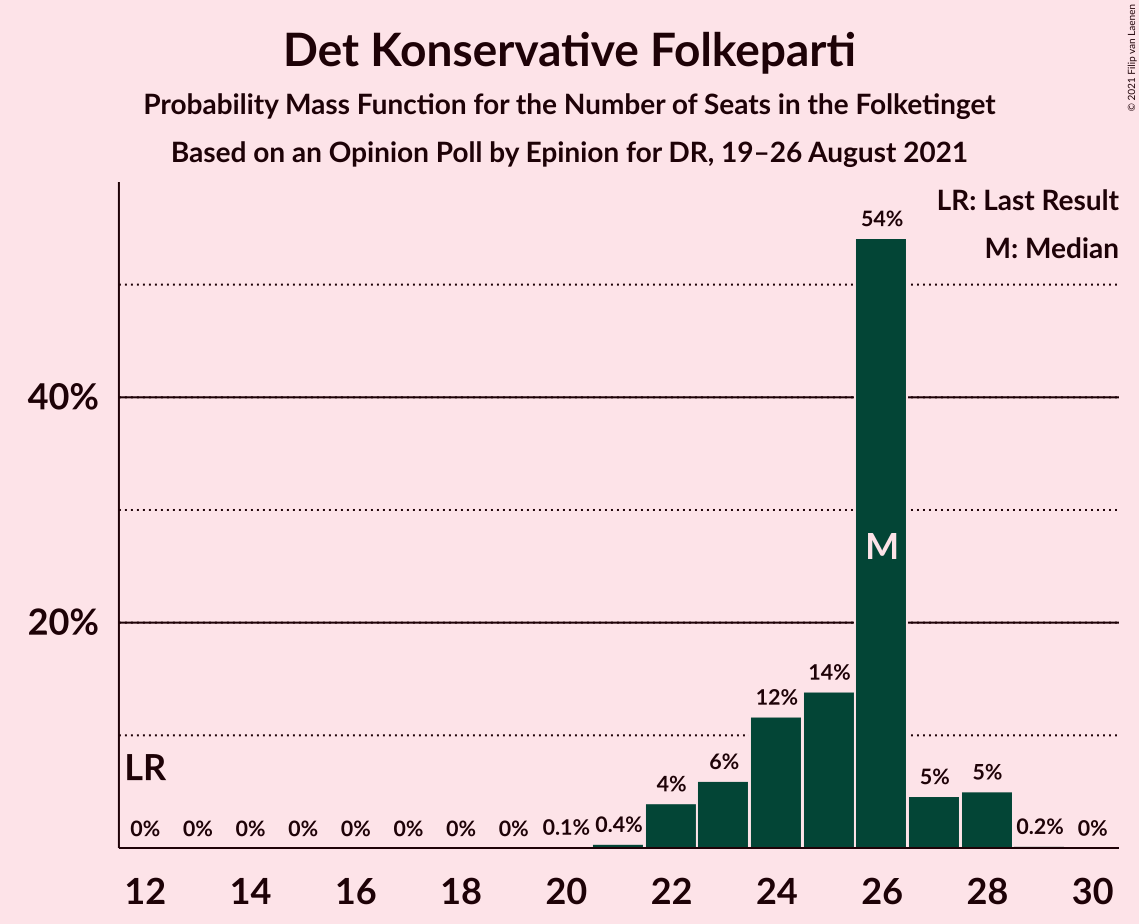 Det Konservative Folkeparti
Probability Mass Function for the Number of Seats in the Folketinget
Based on an Opinion Poll by Epinion for DR, 19–26 August 2021
© 2021 Filip van Laenen
LR: Last Result
M: Median
54%
40%
M
20%
14%
12%
LR
6%
4%
5%
5%
0% 0% 0% 0% 0% 0% 0% 0% 0.1% 0.4% 0.2% 0%
12 14 16 18 20 22 24 26 28 30